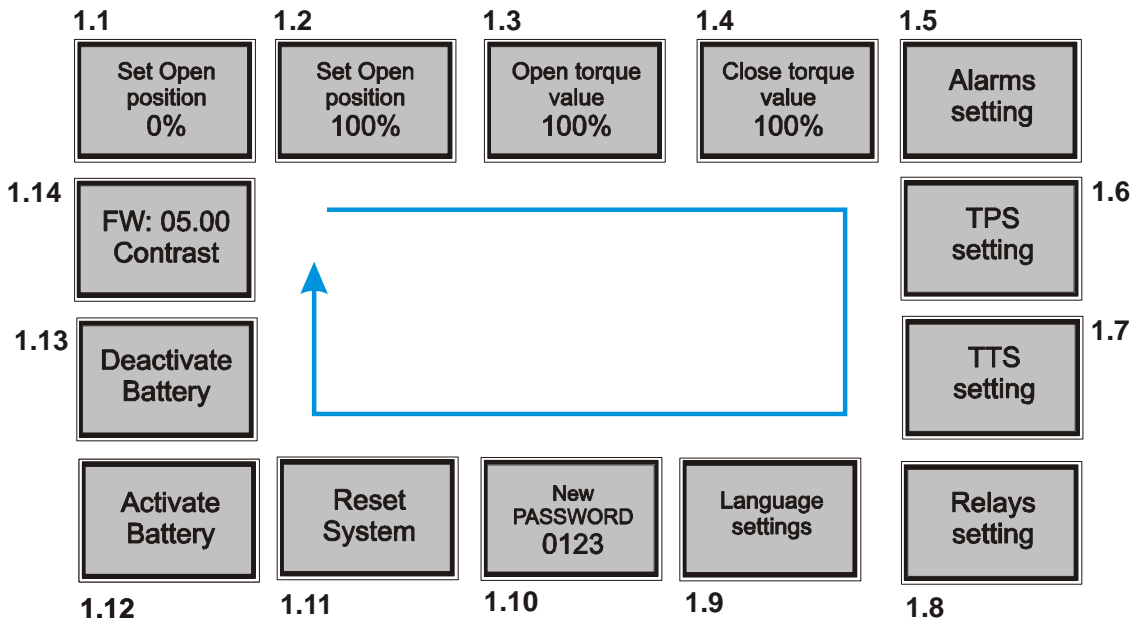 1.1
Set Open
position
0%
1.2
Set Open
position
100%
1.3
Open torque
value
100%
1.4
Close torque
value
100%
1.5
Alarms
setting
1.6
TPS
setting
1.7
TTS
setting
1.8
Relays
setting
1.9
Language
settings
1.10
New
PASSWORD
0123
1.11
Reset
System
1.12
Activate
Battery
1.13
Deactivate
Battery
1.14
FW: 05.00
Contrast